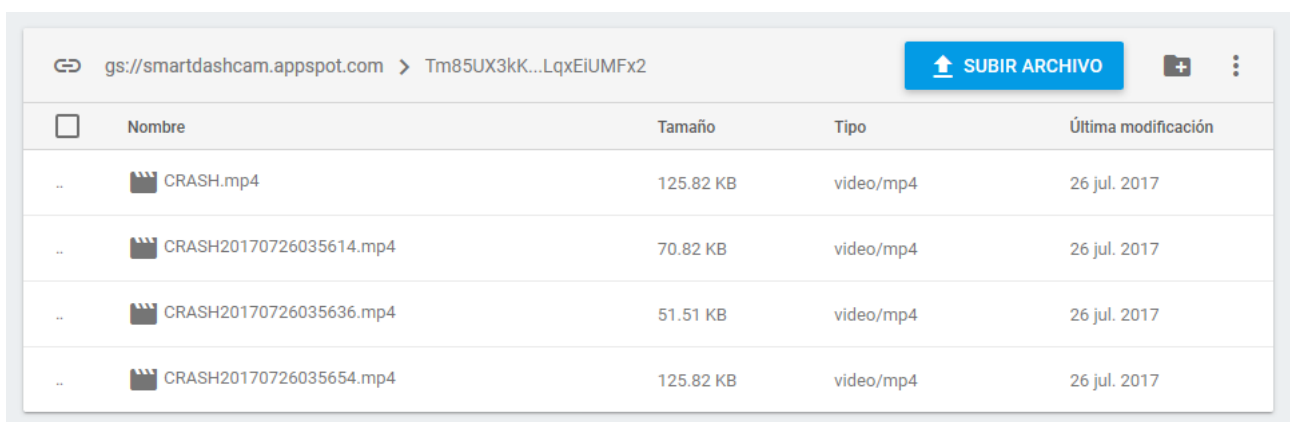 gs://smartdashcam.appspot.com > Tm85UX3kK...LqxEiUMFx2 SUBIR ARCHIVO
Nombre Tamaño Tipo Última modificación
.. CRASH.mp4 125.82 KB video/mp4 26 jul. 2017
.. CRASH20170726035614.mp4 70.82 KB video/mp4 26 jul. 2017
.. CRASH20170726035636.mp4 51.51 KB video/mp4 26 jul. 2017
.. CRASH20170726035654.mp4 125.82 KB video/mp4 26 jul. 2017